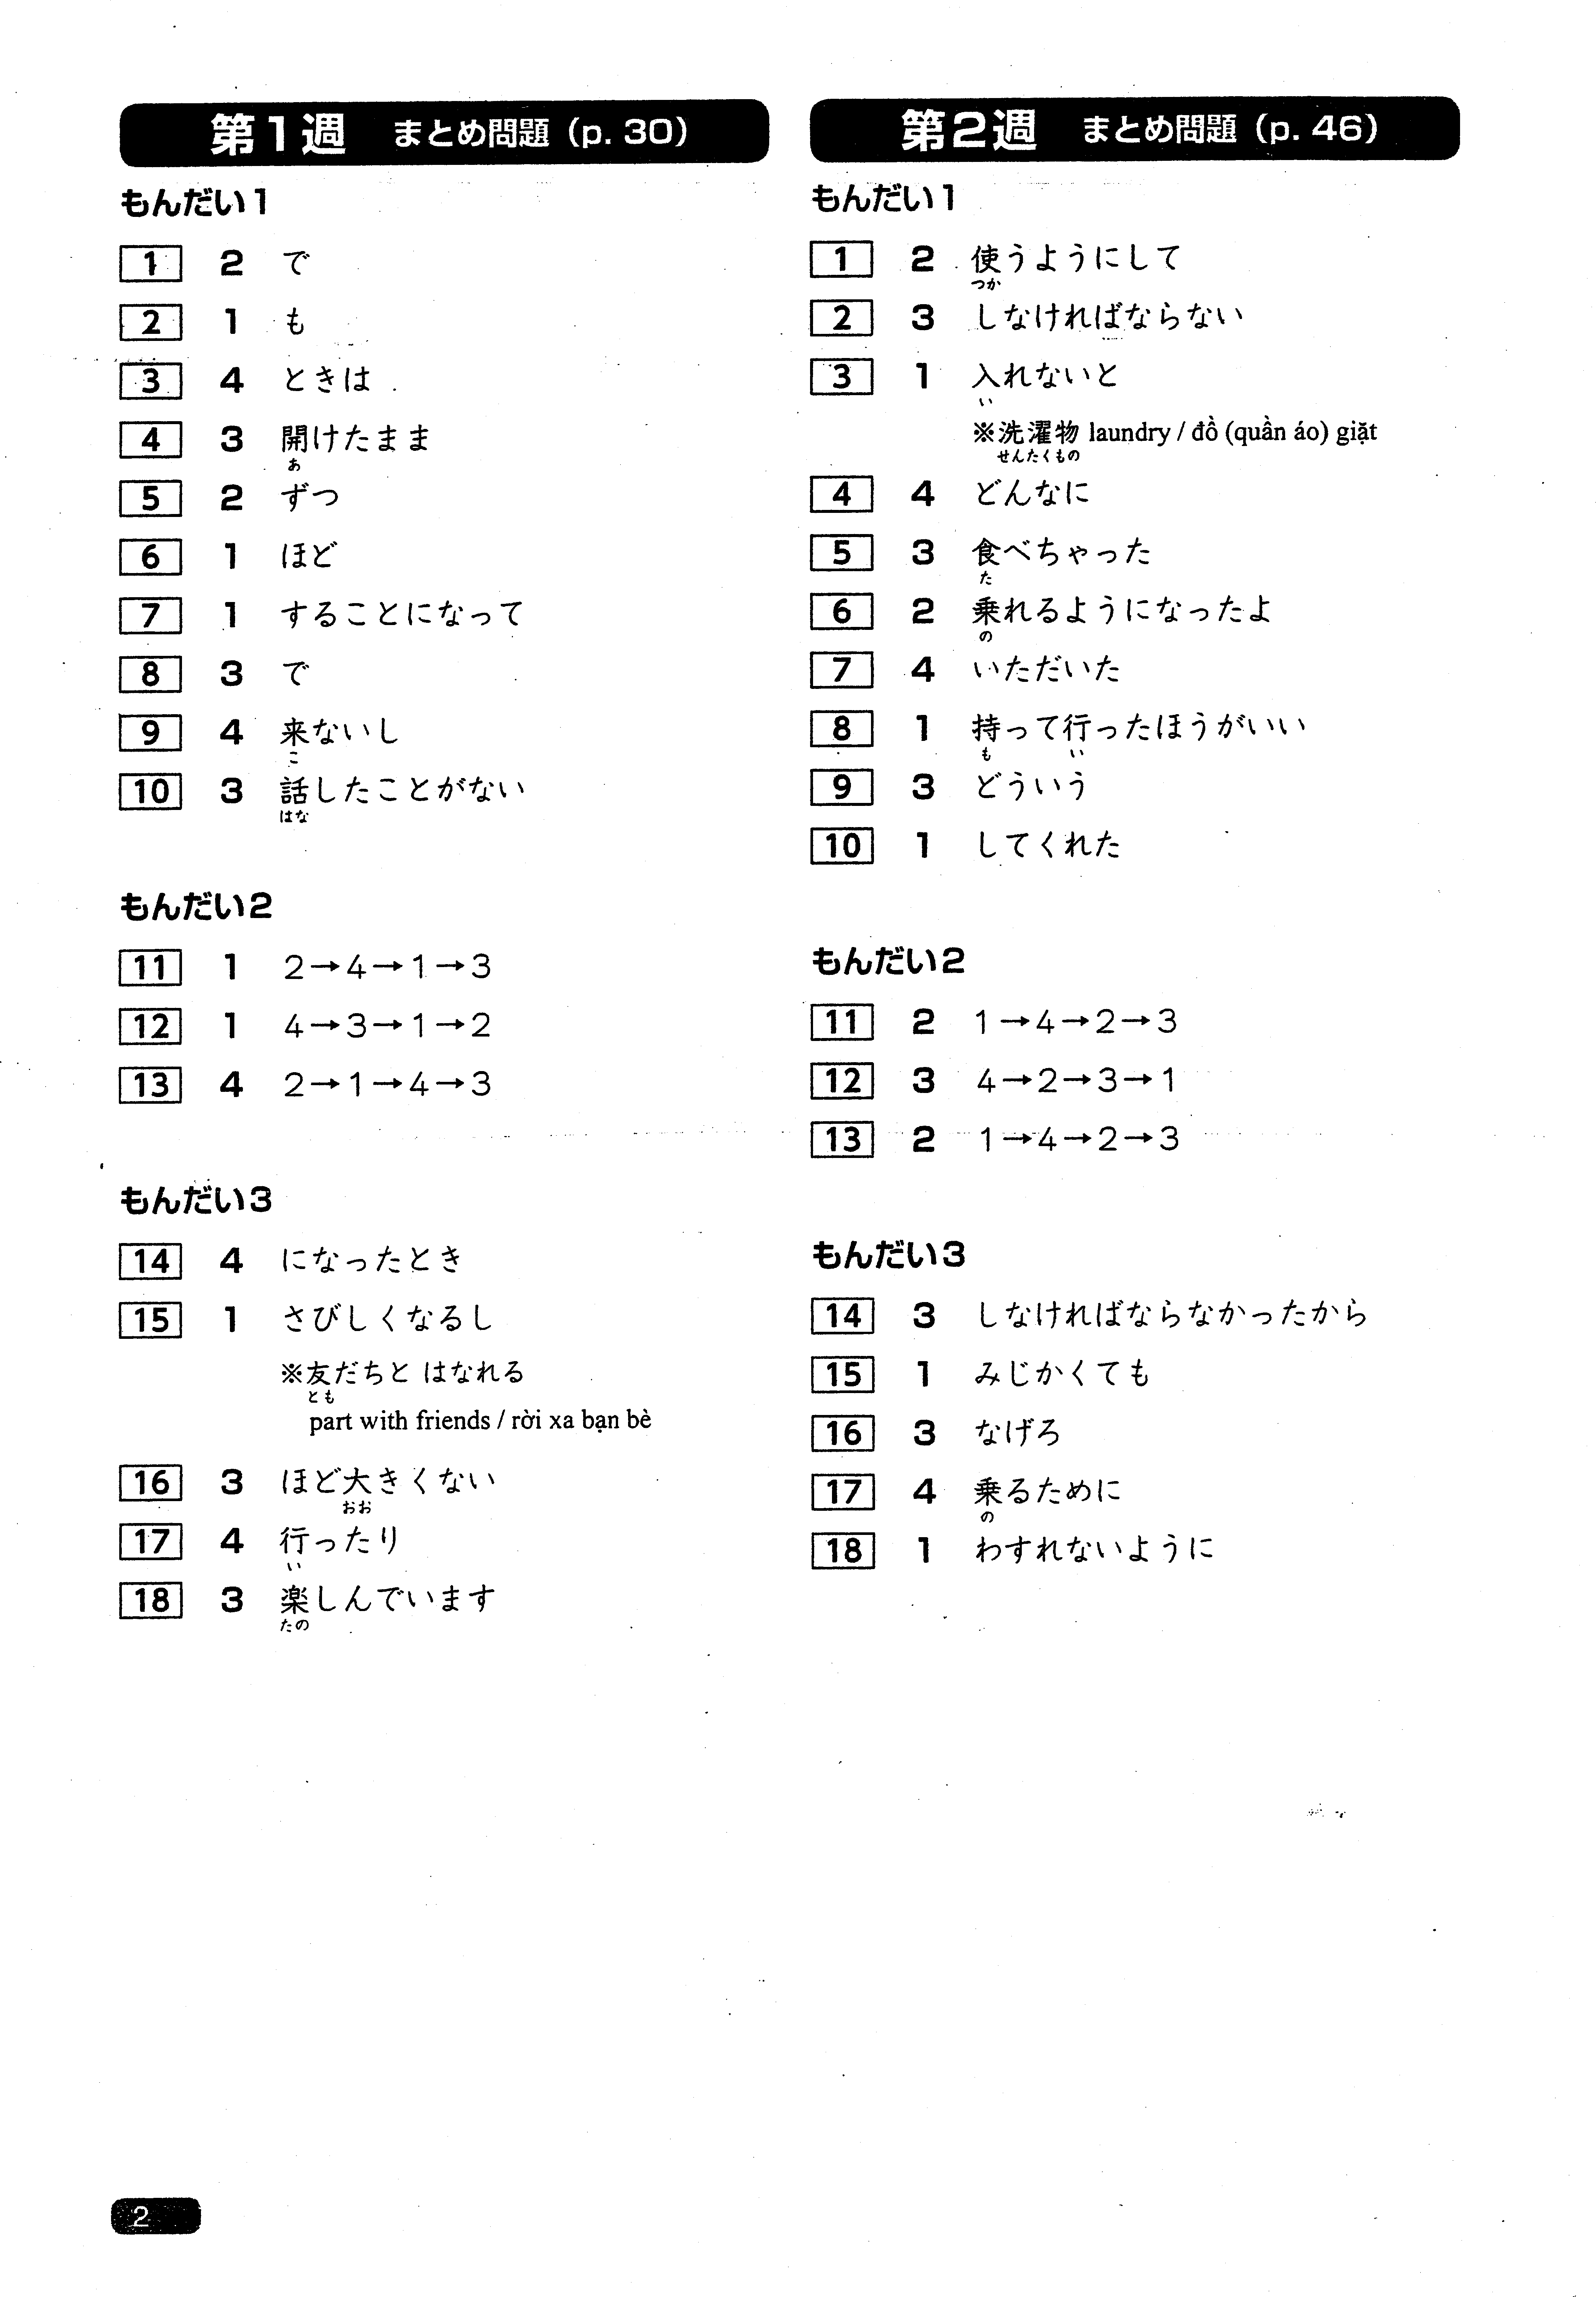 第1週 まとめ問題（p. 30）
もんだい1
1 2 で
2 1 も
3 4 ときは
4 3 開けたまま
あ
5 2 ずつ
6 1 ほど
7 1 することになって
8 3 で
9 4 来ないし
こ
10 3 話したことがない
はな
もんだい2
11 1 2→4→1→3
12 1 4→3→1→2
13 4 2→1→4→3
もんだい3
14 4 になったとき
15 1 さびしくなるし
※友だちと はなれる
とも
part with friends / rời xa bạn bè
16 3 ほど大きくない
おお
17 4 行ったり
い
18 3 楽しんでいます
たの
第2週 まとめ問題（p. 46）
もんだい1
1 2 使うようにして
つか
2 3 しなければならない
3 1 入れないと
い
※洗濯物 laundry / đồ (quần áo) giặt
せんたくもの
4 4 どんなに
5 3 食べちゃった
た
6 2 乗れるようになったよ
の
7 4 いただいた
8 1 持って行ったほうがいい
も い
9 3 どういう
10 1 してくれた
もんだい2
11 2 1→4→2→3
12 3 4→2→3→1
13 2 1→4→2→3
もんだい3
14 3 しなければならなかったから
15 1 みじかくても
16 3 なげろ
17 4 乗るために
の
18 1 わすれないように
2